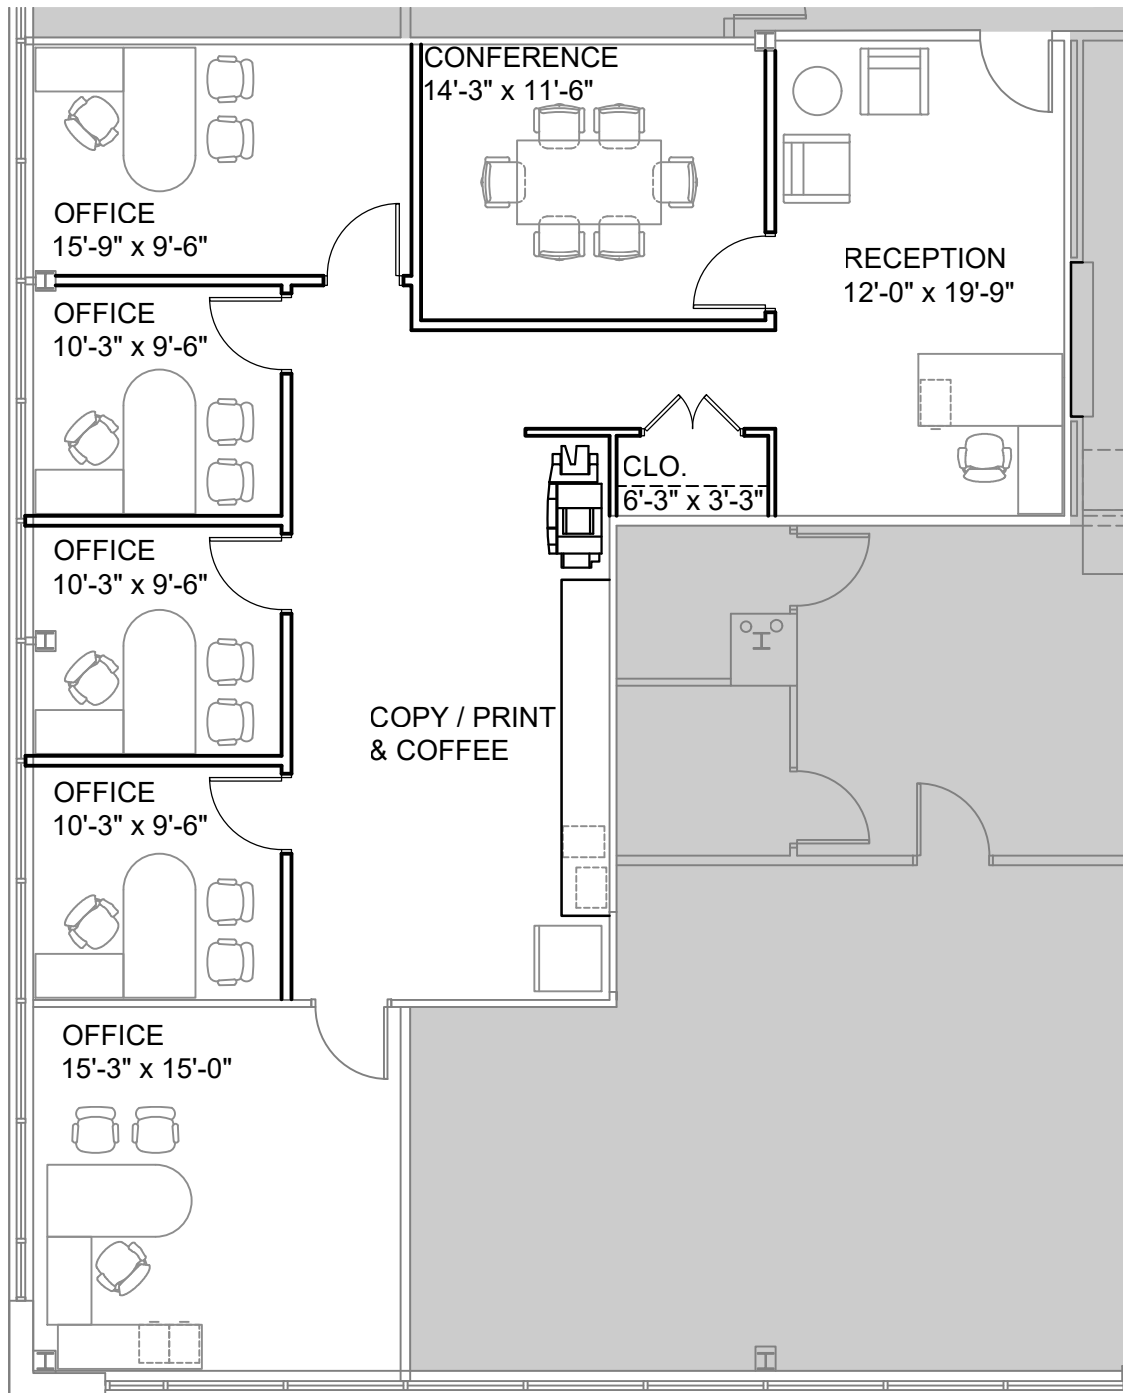 CONFERENCE
14'-3" x 11'-6"
OFFICE
15'-9" x 9'-6"
RECEPTION
12'-0" x 19'-9"
OFFICE
10'-3" x 9'-6"
CLO.
6'-3" x 3'-3"
OFFICE
10'-3" x 9'-6"
COPY / PRINT
& COFFEE
OFFICE
10'-3" x 9'-6"
OFFICE
15'-3" x 15'-0"